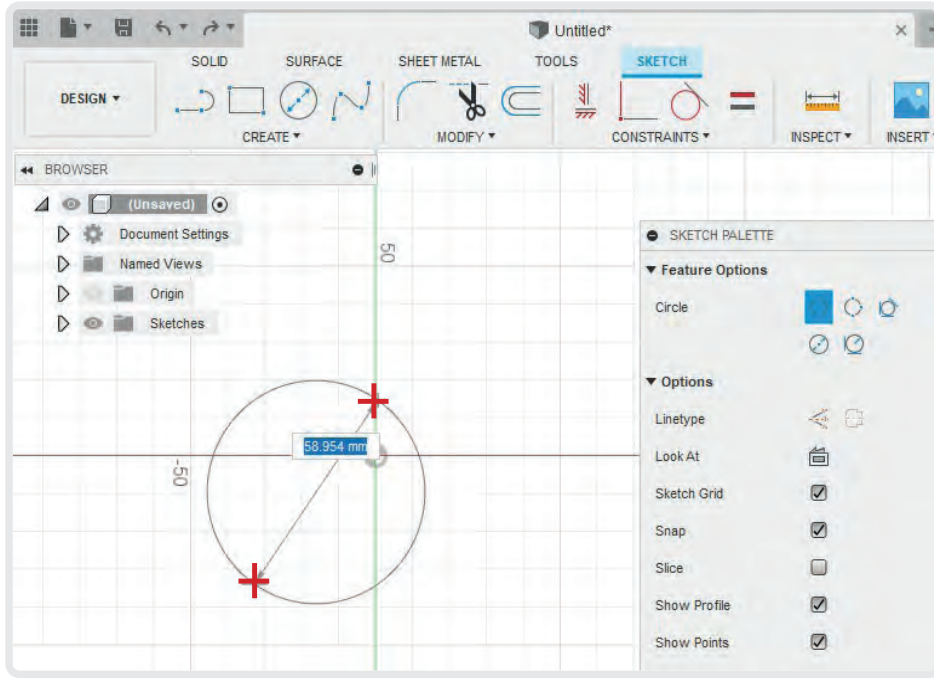 Untitled*
SOLID SURFACE SHEET METAL TOOLS SKETCH
DESIGN
CREATE MODIFY CONSTRAINTS INSPECT INSERT
BROWSER
(Unsaved)
Document Settings
Named Views
Origin
Sketches
50
58.954 mm
-50
SKETCH PALETTE
Feature Options
Circle
Options
Linetype
Look At
Sketch Grid
Snap
Slice
Show Profile
Show Points